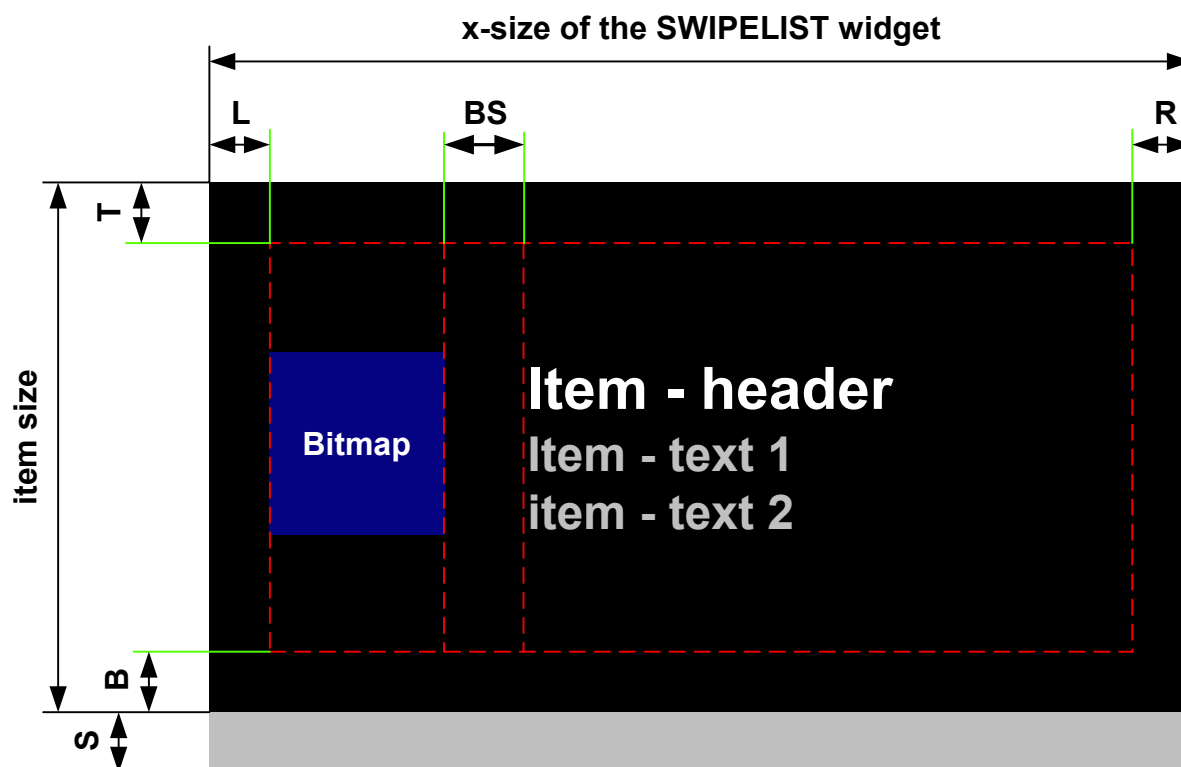 x-size of the SWIPELIST widget
L
BS
R
T
item size
Bitmap
Item - header
Item - text 1
item - text 2
B
S